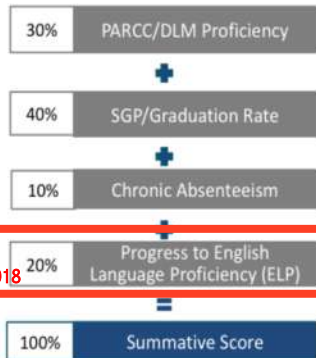 30% PARCC/DLM Proficiency
+
40% SGP/Graduation Rate
+
10% Chronic Absenteeism
+
20% Progress to English
Language Proficiency (ELP)
=
100% Summative Score